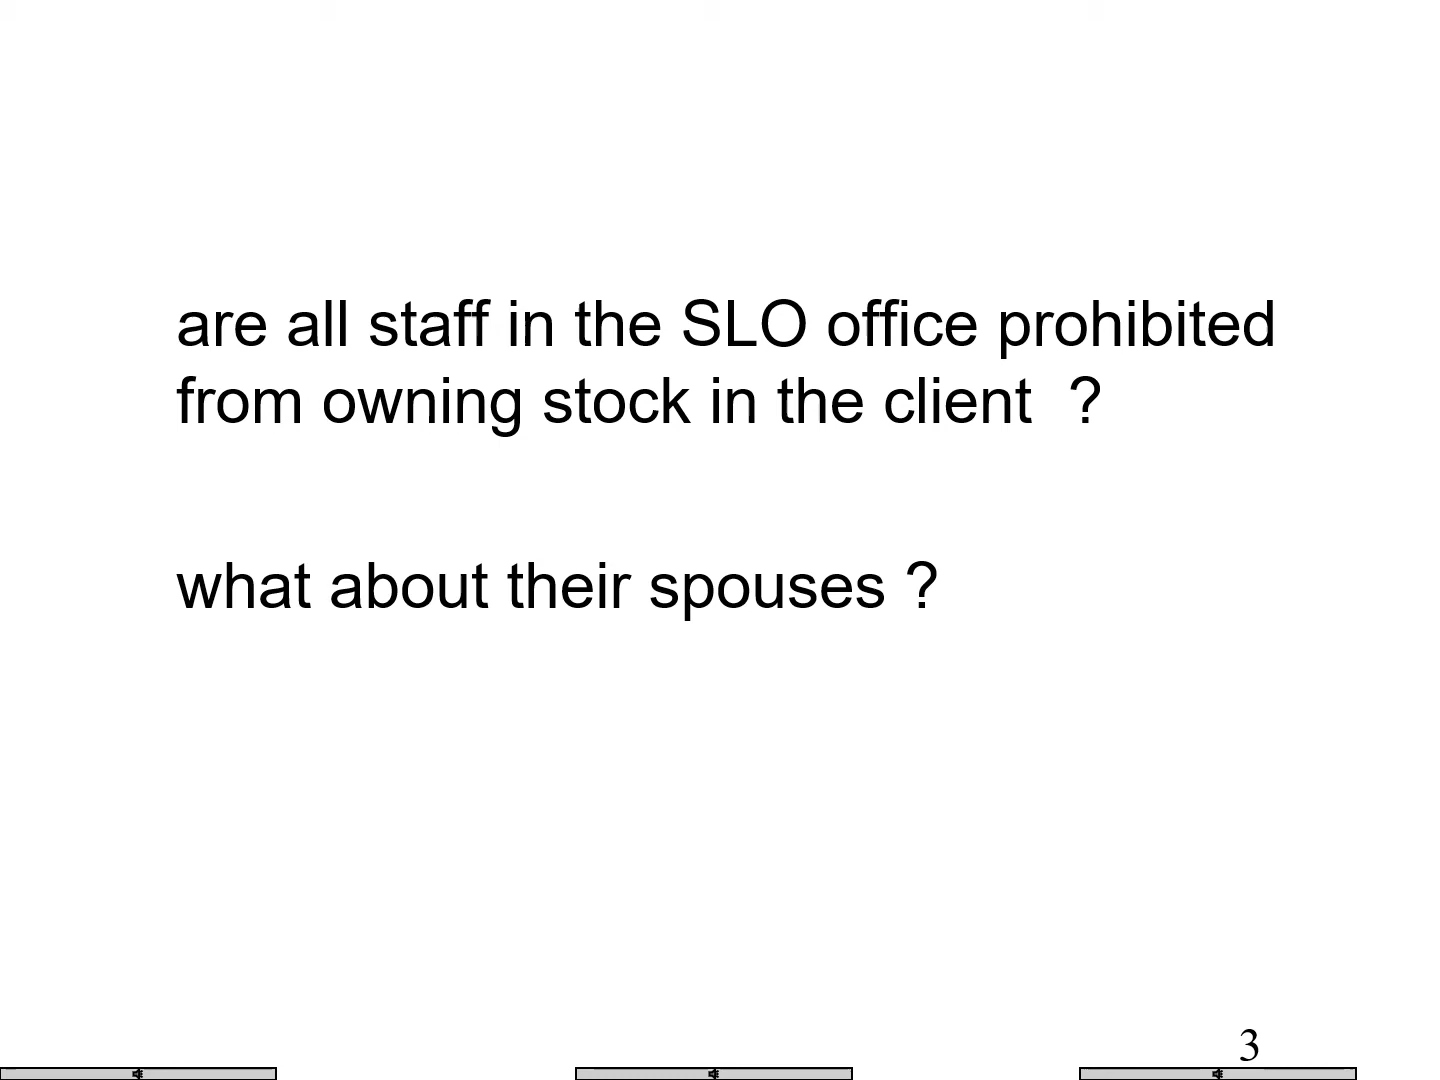 are all staff in the SLO office prohibited
from owning stock in the client  ?
what about their spouses ?
3